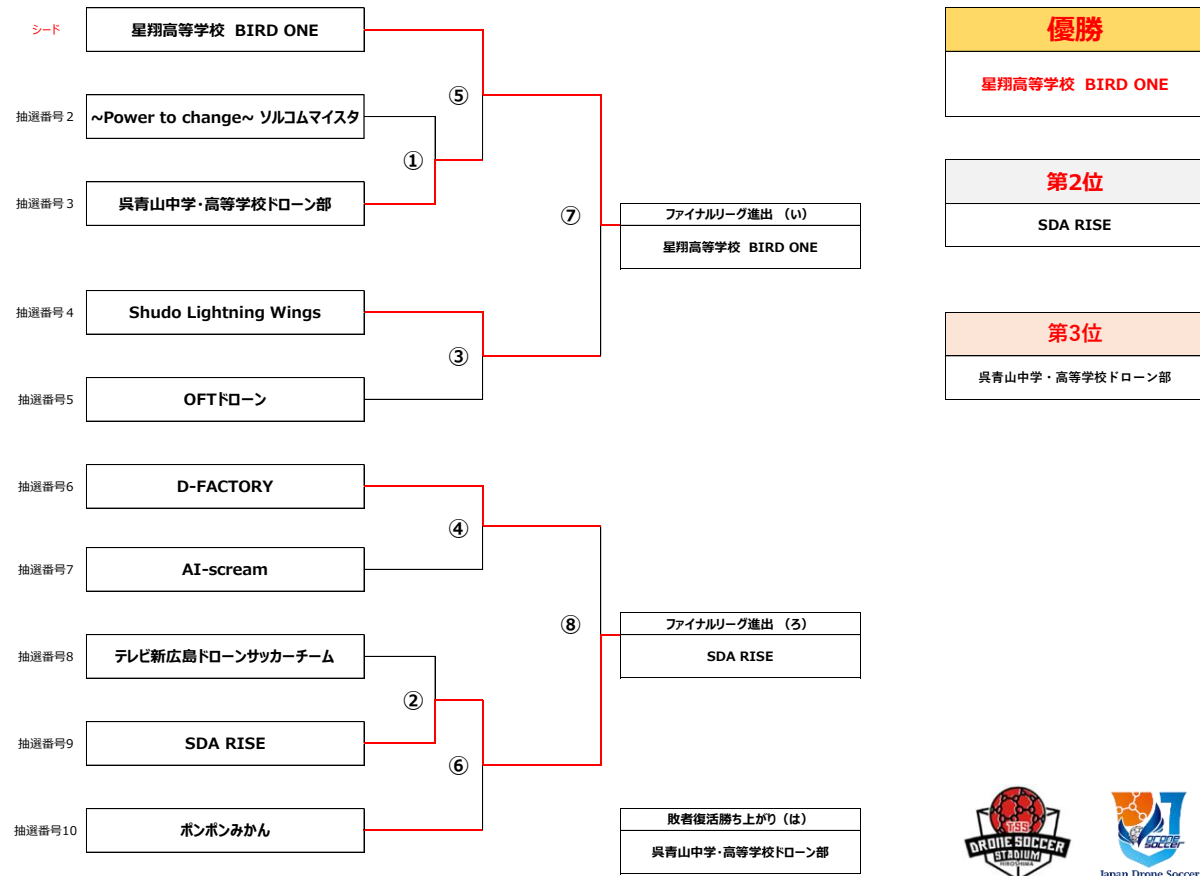 シード
星翔高等学校 BIRD ONE
抽選番号２
~Power to change~ ソルコムマイスタ
抽選番号３
呉青山中学・高等学校ドローン部
抽選番号４
Shudo Lightning Wings
抽選番号5
OFTドローン
抽選番号6
D-FACTORY
抽選番号7
AI-scream
抽選番号8
テレビ新広島ドローンサッカーチーム
抽選番号9
SDA RISE
抽選番号10
ポンポンみかん
①
②
③
④
⑤
⑥
⑦
⑧
ファイナルリーグ進出 （い）
星翔高等学校 BIRD ONE
ファイナルリーグ進出 （ろ）
SDA RISE
敗者復活勝ち上がり（は）
呉青山中学・高等学校ドローン部
優勝
星翔高等学校 BIRD ONE
第2位
SDA RISE
第3位
呉青山中学・高等学校ドローン部
TSS
DRONE SOCCER
STADIUM
HIROSHIMA
Drone
Soccer
Japan Drone Soccer